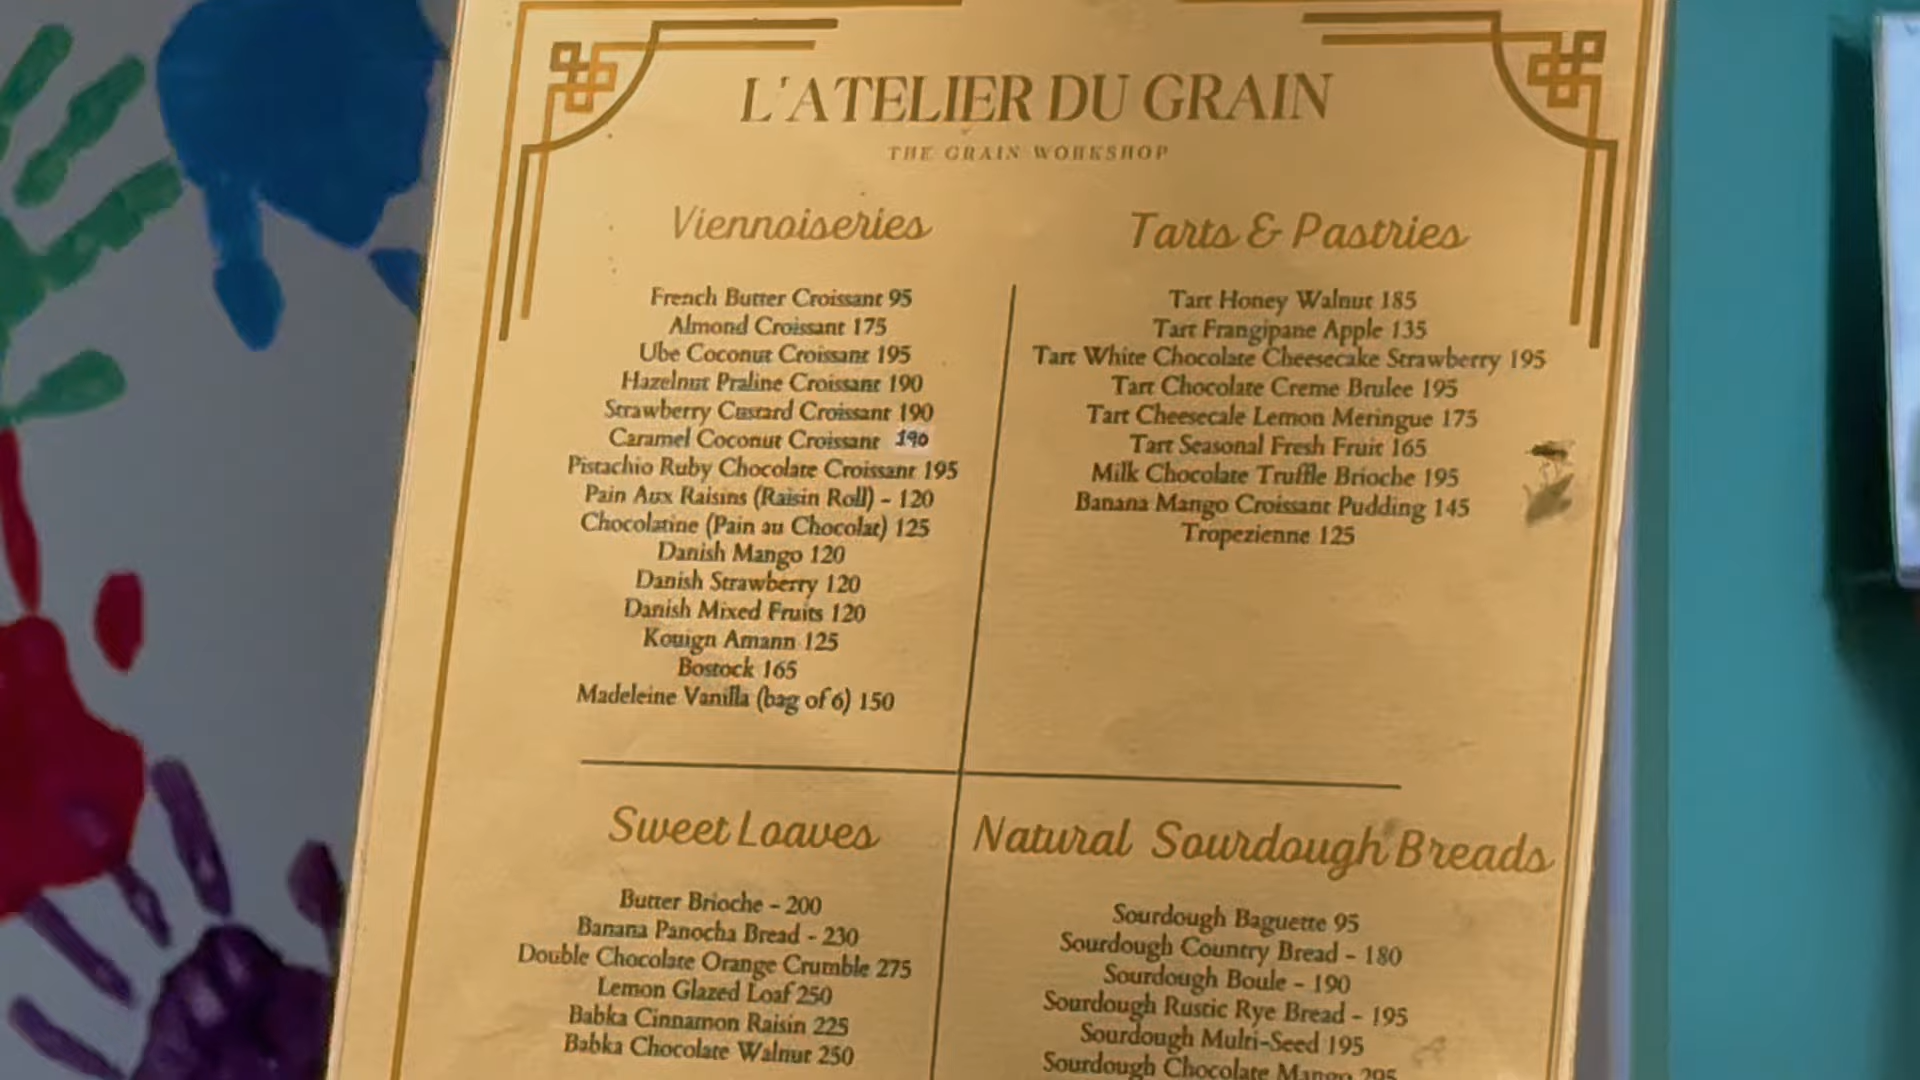 L'ATELIER DU GRAIN
THE GRAIN WORKSHOP
Viennoiseries
French Butter Croissant 95
Almond Croissant 175
Ube Coconut Croissant 195
Hazelnut Praline Croissant 190
Strawberry Custard Croissant 190
Caramel Coconut Croissant 190
Pistachio Ruby Chocolate Croissant 195
Pain Aux Raisins (Raisin Roll) - 120
Chocolatine (Pain au Chocolat) 125
Danish Mango 120
Danish Strawberry 120
Danish Mixed Fruits 120
Kouign Amann 125
Bostock 165
Madeleine Vanilla (bag of 6) 150
Tarts & Pastries
Tart Honey Walnut 185
Tart Frangipane Apple 135
Tart White Chocolate Cheesecake Strawberry 195
Tart Chocolate Creme Brulee 195
Tart Cheesecale Lemon Meringue 175
Tart Seasonal Fresh Fruit 165
Milk Chocolate Truffle Brioche 195
Banana Mango Croissant Pudding 145
Tropezienne 125
Sweet Loaves
Butter Brioche - 200
Banana Panocha Bread - 230
Double Chocolate Orange Crumble 275
Lemon Glazed Loaf 250
Babka Cinnamon Raisin 225
Babka Chocolate Walnut 250
Natural Sourdough Breads
Sourdough Baguette 95
Sourdough Country Bread - 180
Sourdough Boule - 190
Sourdough Rustic Rye Bread - 195
Sourdough Multi-Seed 195
Sourdough Chocolate Mango